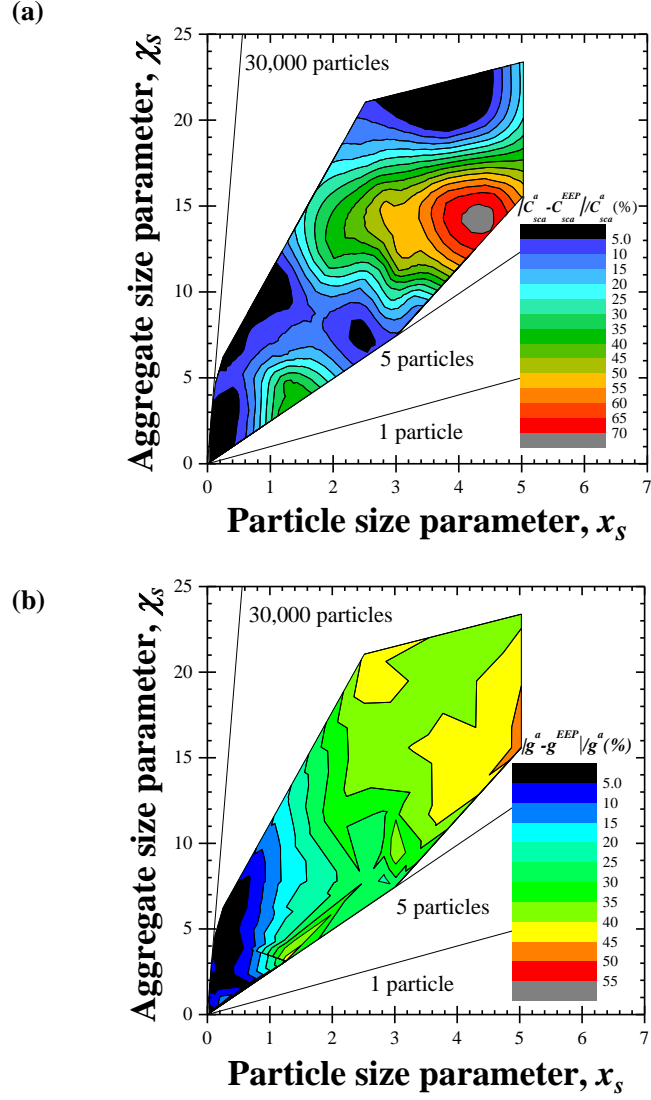 (a)
Aggregate size parameter, χs
25
20
15
10
5
0
30,000 particles
5 particles
1 particle
|C^a_sca-C^EEP_sca|/C^a_sca(%)
5.0
10
15
20
25
30
35
40
45
50
55
60
65
70
0 1 2 3 4 5 6 7
Particle size parameter, xs
(b)
Aggregate size parameter, χs
25
20
15
10
5
0
30,000 particles
5 particles
1 particle
|g^a-g^EEP|/g^a(%)
5.0
10
15
20
25
30
35
40
45
50
55
0 1 2 3 4 5 6 7
Particle size parameter, xs